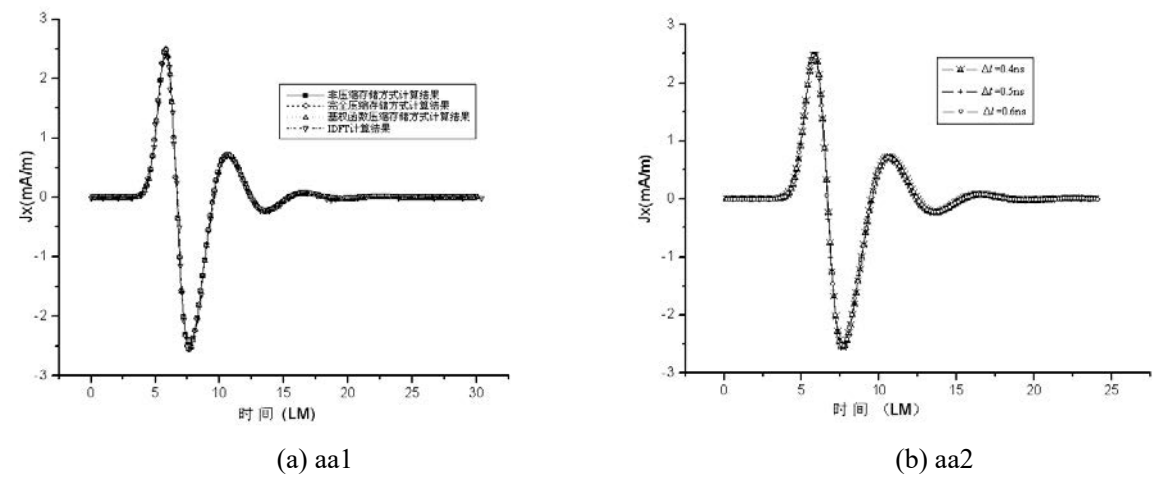 3
2
1
0
-1
-2
-3
Jx(mA/m)
非压缩存储方式计算结果
完全压缩存储方式计算结果
基权函数压缩存储方式计算结果
IDFT计算结果
0 5 10 15 20 25 30
时间 (LM)
(a) aa1
3
2
1
0
-1
-2
-3
Jx(mA/m)
Δt=0.4ns
Δt=0.5ns
Δt=0.6ns
0 5 10 15 20 25
时间 (LM)
(b) aa2